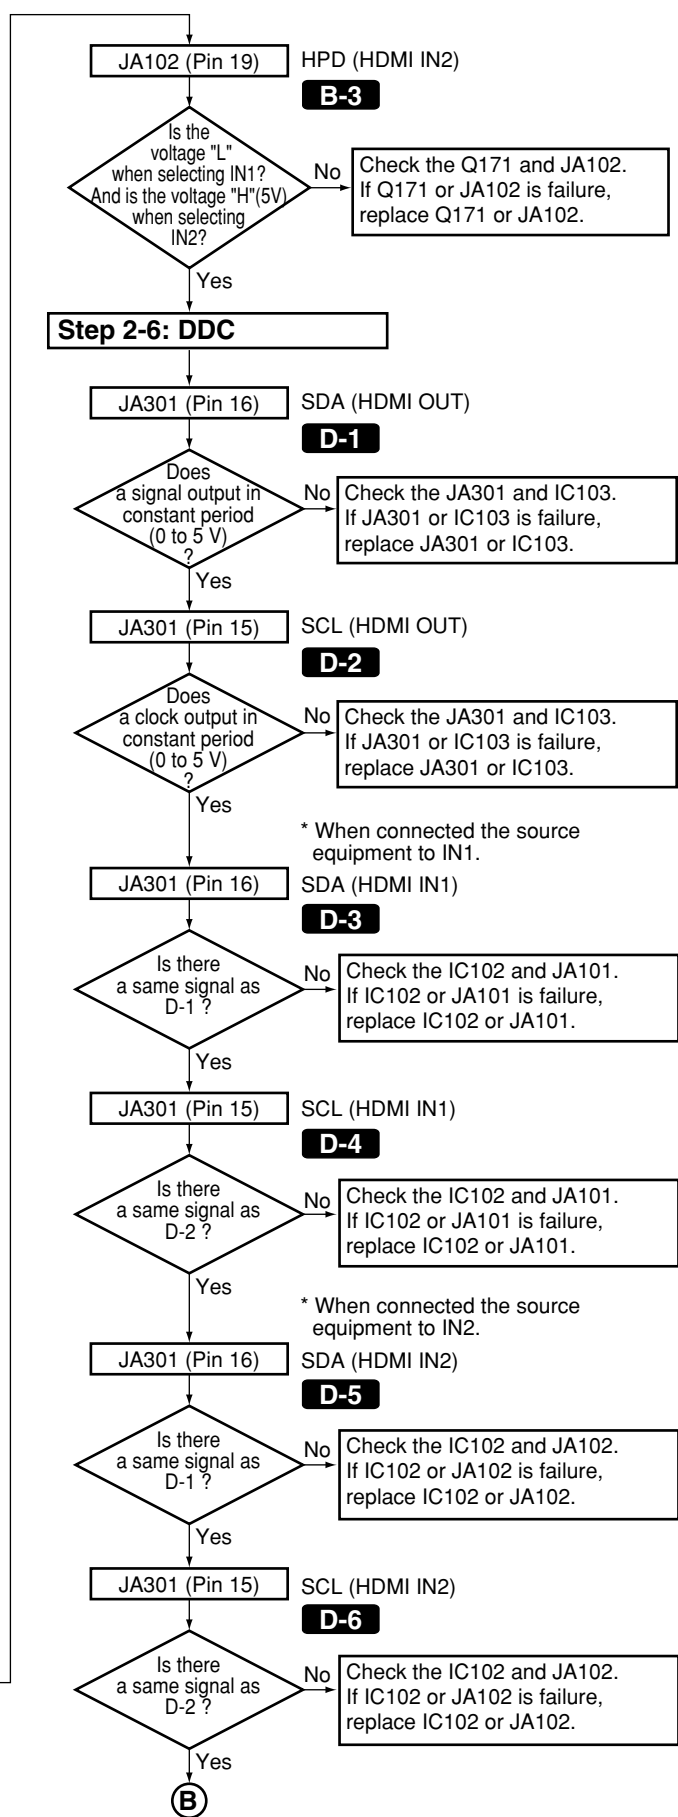 JA102 (Pin 19) HPD (HDMI IN2)
B-3
Is the
voltage "L"
when selecting IN1?
And is the voltage "H"(5V)
when selecting
IN2?
No
Check the Q171 and JA102.
If Q171 or JA102 is failure,
replace Q171 or JA102.
Yes
Step 2-6: DDC
JA301 (Pin 16) SDA (HDMI OUT)
D-1
Does
a signal output in
constant period
(0 to 5 V)
?
No
Check the JA301 and IC103.
If JA301 or IC103 is failure,
replace JA301 or IC103.
Yes
JA301 (Pin 15) SCL (HDMI OUT)
D-2
Does
a clock output in
constant period
(0 to 5 V)
?
No
Check the JA301 and IC103.
If JA301 or IC103 is failure,
replace JA301 or IC103.
Yes
* When connected the source
equipment to IN1.
JA301 (Pin 16) SDA (HDMI IN1)
D-3
Is there
a same signal as
D-1 ?
No
Check the IC102 and JA101.
If IC102 or JA101 is failure,
replace IC102 or JA101.
Yes
JA301 (Pin 15) SCL (HDMI IN1)
D-4
Is there
a same signal as
D-2 ?
No
Check the IC102 and JA101.
If IC102 or JA101 is failure,
replace IC102 or JA101.
Yes
* When connected the source
equipment to IN2.
JA301 (Pin 16) SDA (HDMI IN2)
D-5
Is there
a same signal as
D-1 ?
No
Check the IC102 and JA102.
If IC102 or JA102 is failure,
replace IC102 or JA102.
Yes
JA301 (Pin 15) SCL (HDMI IN2)
D-6
Is there
a same signal as
D-2 ?
No
Check the IC102 and JA102.
If IC102 or JA102 is failure,
replace IC102 or JA102.
Yes
B